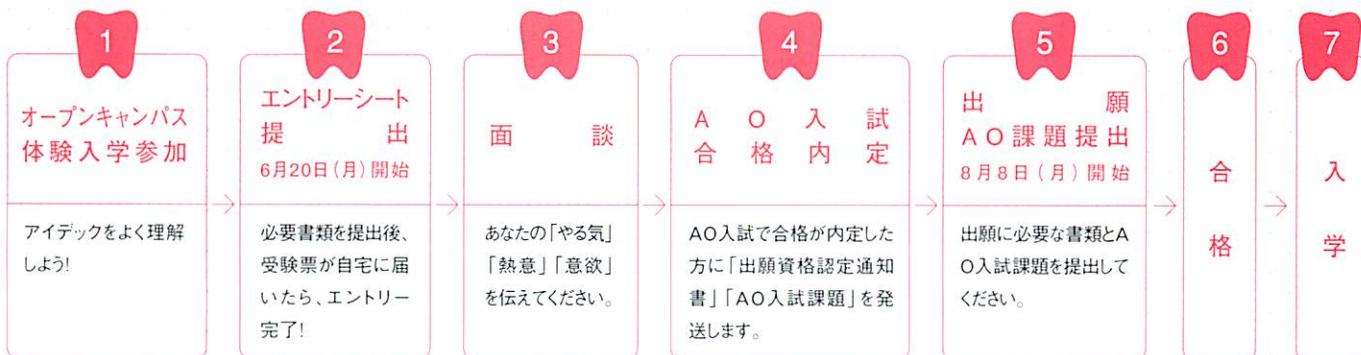 1
オープンキャンパス
体験入学参加
アイデックをよく理解
しよう!
2
エントリーシート
提出
6月20日(月)開始
必要書類を提出後、
受験票が自宅に届
いたら、エントリー
完了!
3
面談
あなたの「やる気」
「熱意」「意欲」
を伝えてください。
4
AO入試
合格内定
AO入試で合格が内定した
方に「出願資格認定通知
書」「AO入試課題」を発
送します。
5
出願
AO課題提出
8月8日(月)開始
出願に必要な書類とA
O入試課題を提出して
ください。
6
合格
7
入学